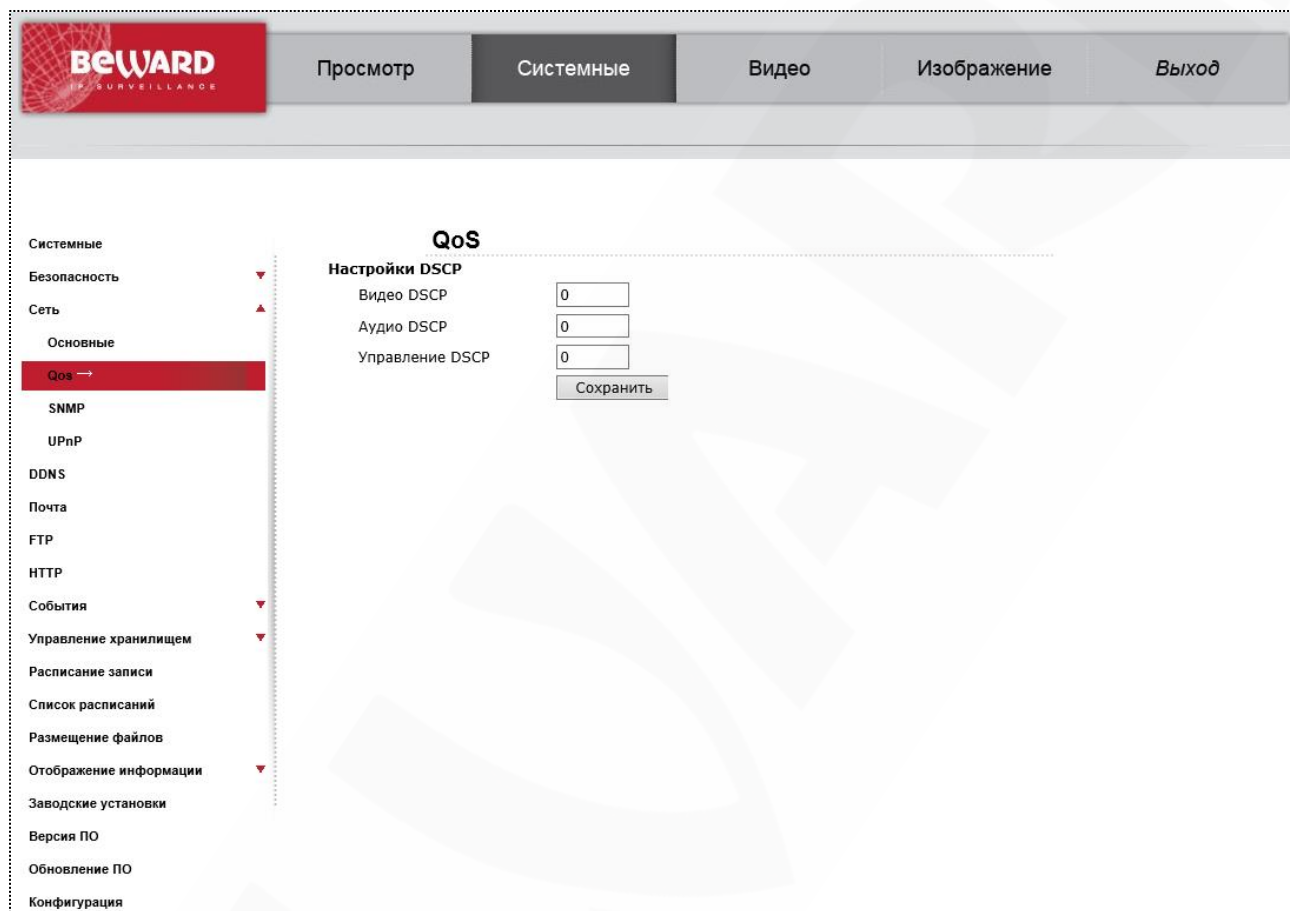 BEWARD
IP SURVEILLANCE
Просмотр
Системные
Видео
Изображение
Выход
Системные
Безопасность
Сеть
Основные
Qos →
SNMP
UPnP
DDNS
Почта
FTP
HTTP
События
Управление хранилищем
Расписание записи
Список расписаний
Размещение файлов
Отображение информации
Заводские установки
Версия ПО
Обновление ПО
Конфигурация
QoS
Настройки DSCP
Видео DSCP 0
Аудио DSCP 0
Управление DSCP 0
Сохранить